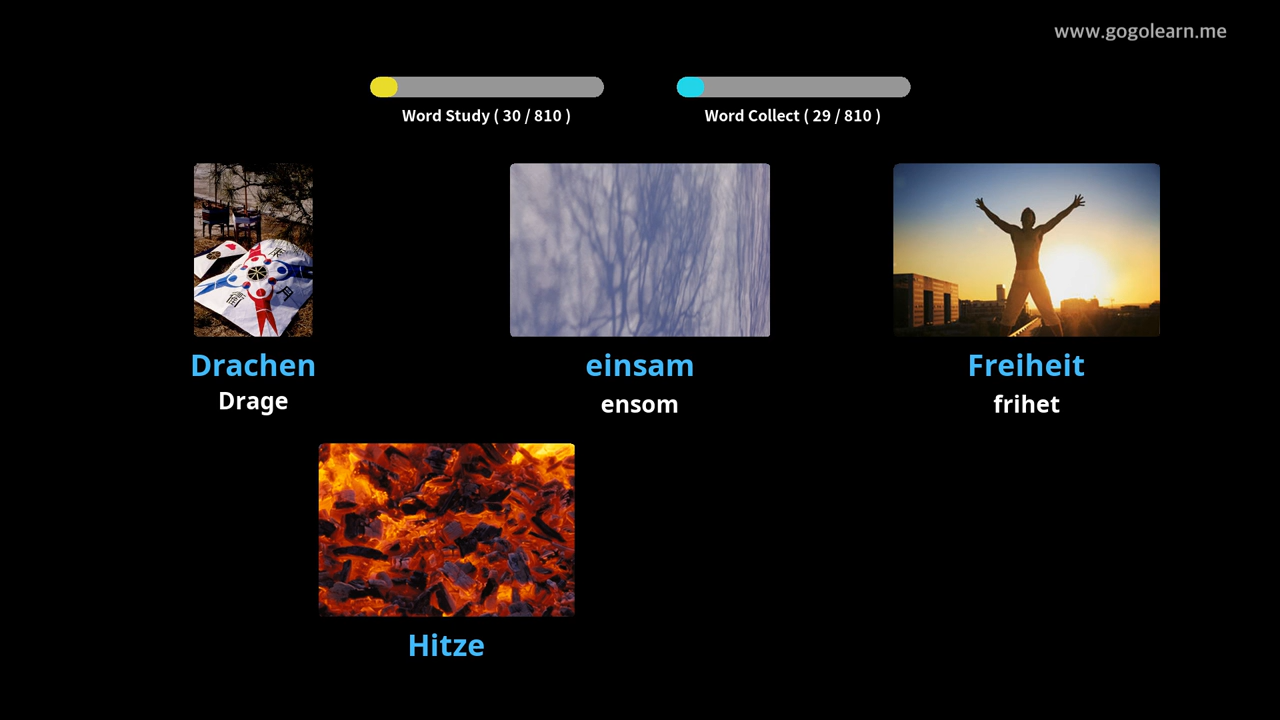 www.gogolearn.me
Word Study ( 30 / 810 )
Word Collect ( 29 / 810 )
Drachen
Drage
einsam
ensom
Freiheit
frihet
Hitze